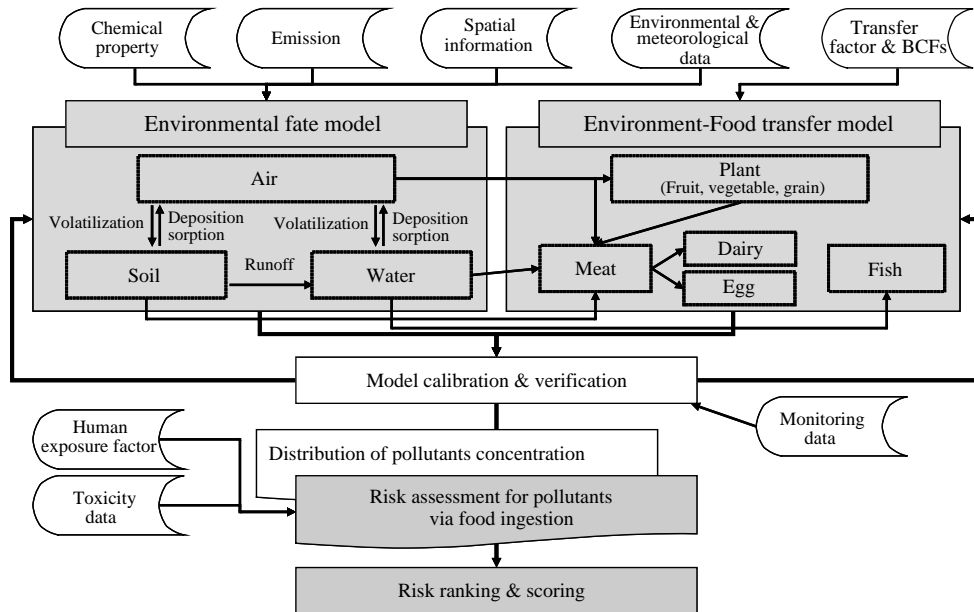 Chemical
property
Emission
Spatial
information
Environmental &
meteorological
data
Transfer
factor & BCFs
Environmental fate model
Environment-Food transfer model
Air
Plant
(Fruit, vegetable, grain)
Volatilization
Deposition
sorption
Volatilization
Deposition
sorption
Soil
Runoff
Water
Meat
Dairy
Egg
Fish
Model calibration & verification
Human
exposure factor
Monitoring
data
Distribution of pollutants concentration
Toxicity
data
Risk assessment for pollutants
via food ingestion
Risk ranking & scoring